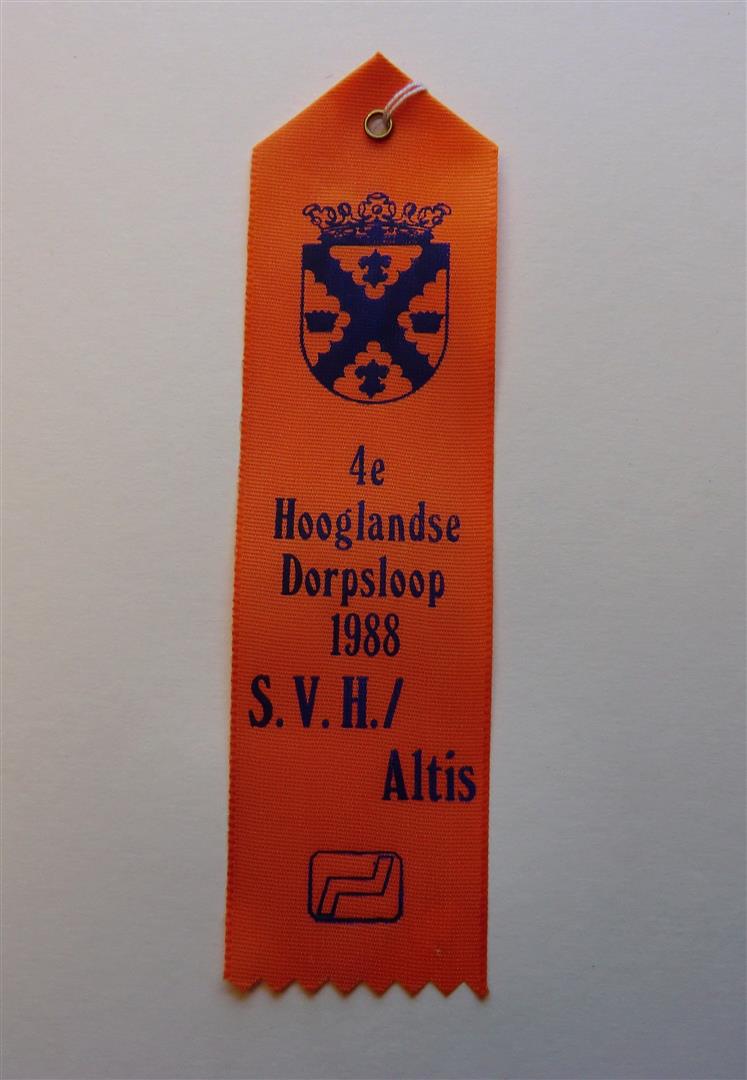 4e
Hooglandse
Dorpsloop
1988
S.V.H./
Altis